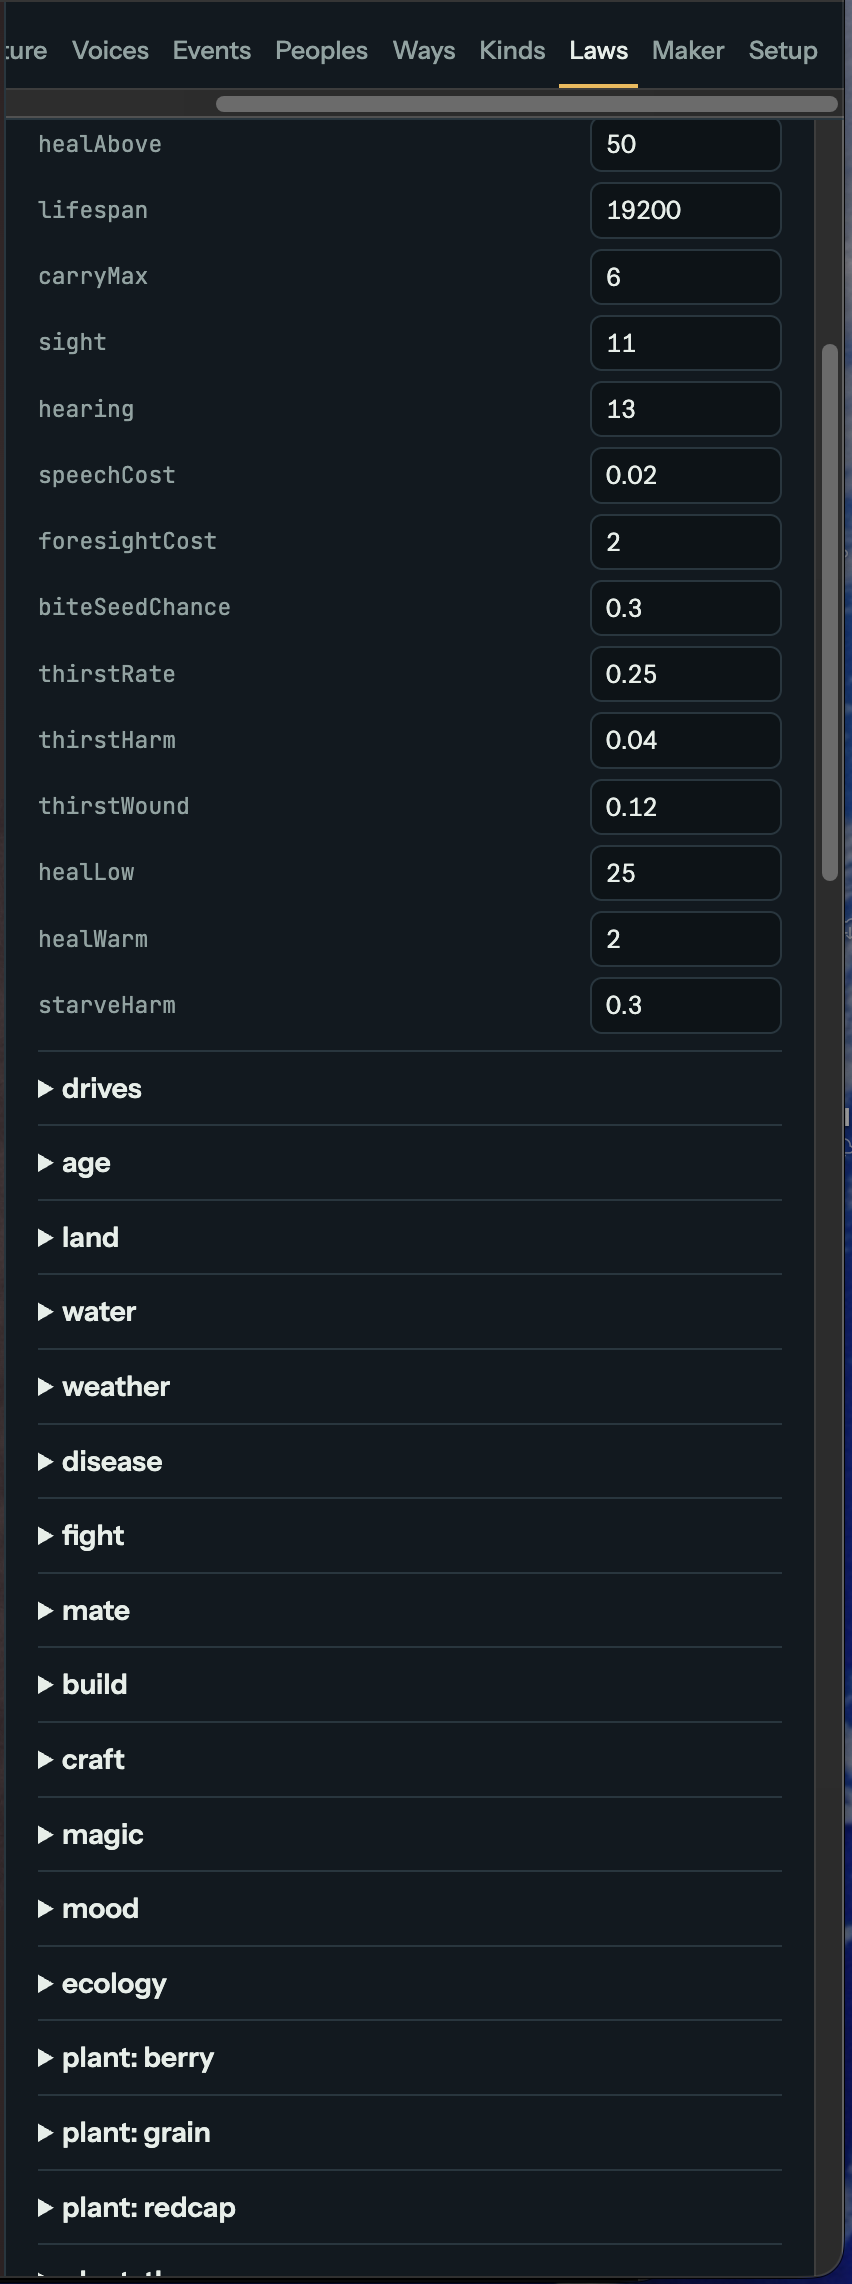 ture Voices Events Peoples Ways Kinds Laws Maker Setup
healAbove 50
lifespan 19200
carryMax 6
sight 11
hearing 13
speechCost 0.02
foresightCost 2
biteSeedChance 0.3
thirstRate 0.25
thirstHarm 0.04
thirstWound 0.12
healLow 25
healWarm 2
starveHarm 0.3
drives
age
land
water
weather
disease
fight
mate
build
craft
magic
mood
ecology
plant: berry
plant: grain
plant: redcap